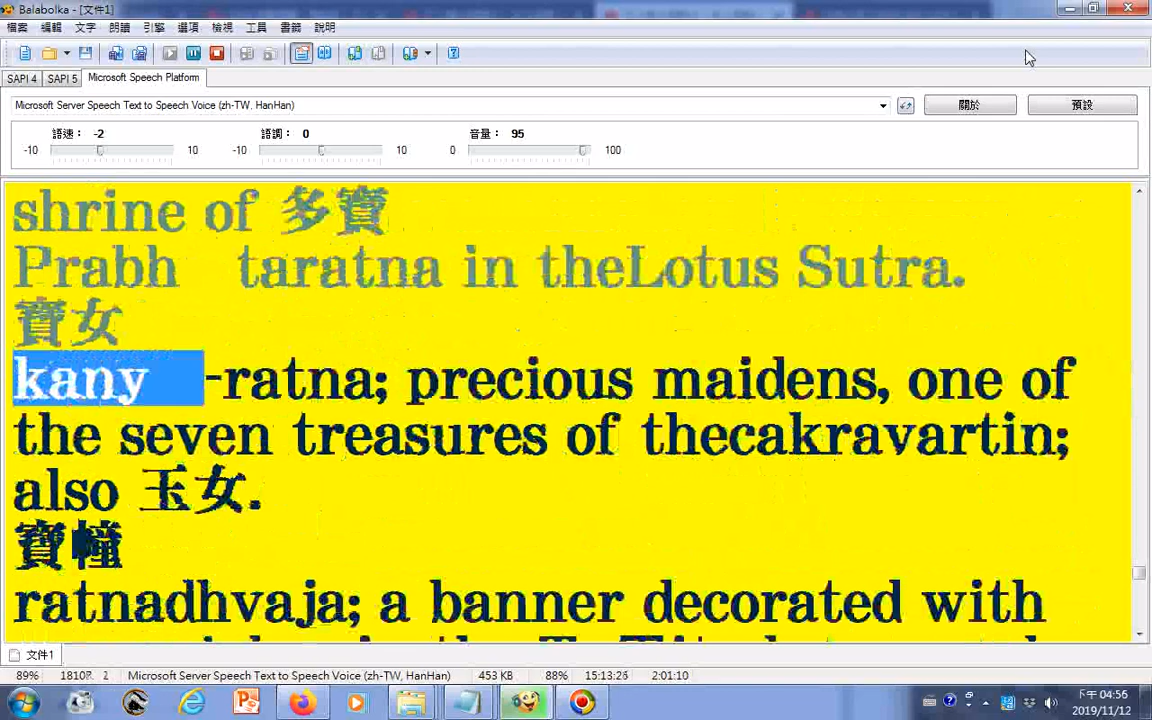 Balabolka - [文件1]
檔案 編輯 文字 朗讀 引擎 選項 檢視 工具 書籤 說明
SAPI 4 SAPI 5 Microsoft Speech Platform
Microsoft Server Speech Text to Speech Voice (zh-TW, HanHan) 關於 預設
語速： -2 語調： 0 音量： 95
-10 10 -10 10 0 100
shrine of 多寶
Prabh taratna in theLotus Sutra.
寶女
kany -ratna; precious maidens, one of
the seven treasures of thecakravartin;
also 玉女.
寶幢
ratnadhvaja; a banner decorated with
文件1
89% Microsoft Server Speech Text to Speech Voice (zh-TW, HanHan) 453 KB 88% 15:13:26 2:01:10
下午 04:56
2019/11/12